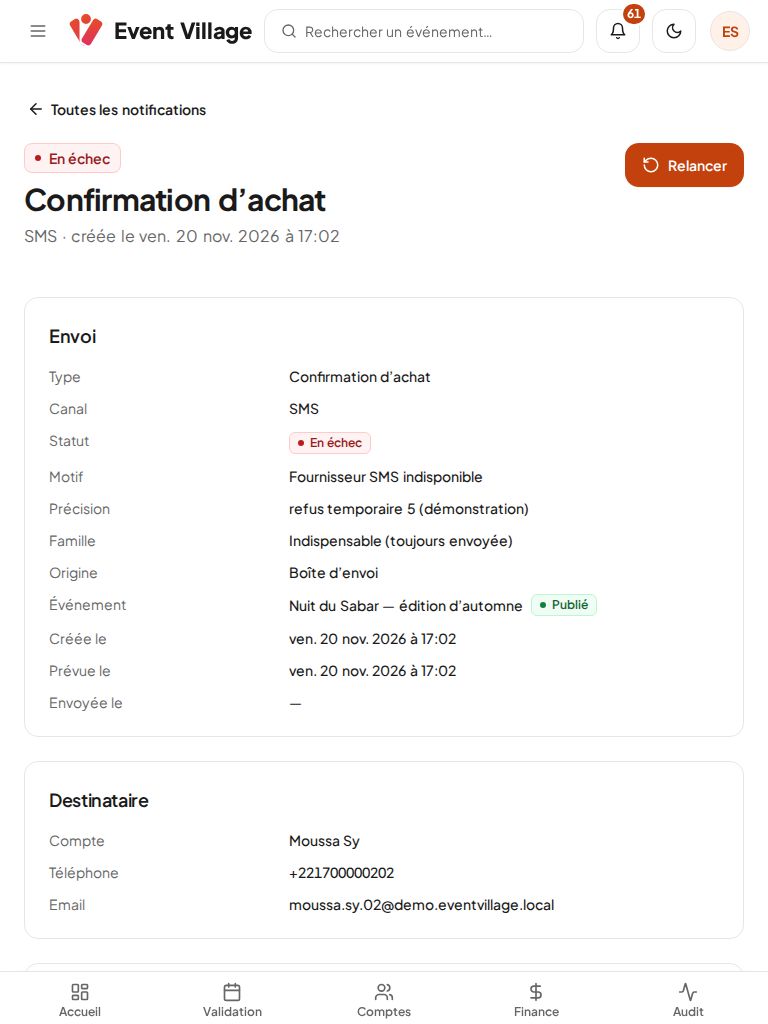 Event Village
Rechercher un événement…
61
ES
Toutes les notifications
En échec
Relancer
Confirmation d’achat
SMS · créée le ven. 20 nov. 2026 à 17:02
Envoi
Type Confirmation d’achat
Canal SMS
Statut En échec
Motif Fournisseur SMS indisponible
Précision refus temporaire 5 (démonstration)
Famille Indispensable (toujours envoyée)
Origine Boîte d’envoi
Événement Nuit du Sabar — édition d’automne Publié
Créée le ven. 20 nov. 2026 à 17:02
Prévue le ven. 20 nov. 2026 à 17:02
Envoyée le —
Destinataire
Compte Moussa Sy
Téléphone +221700000202
Email moussa.sy.02@demo.eventvillage.local
Accueil Validation Comptes Finance Audit